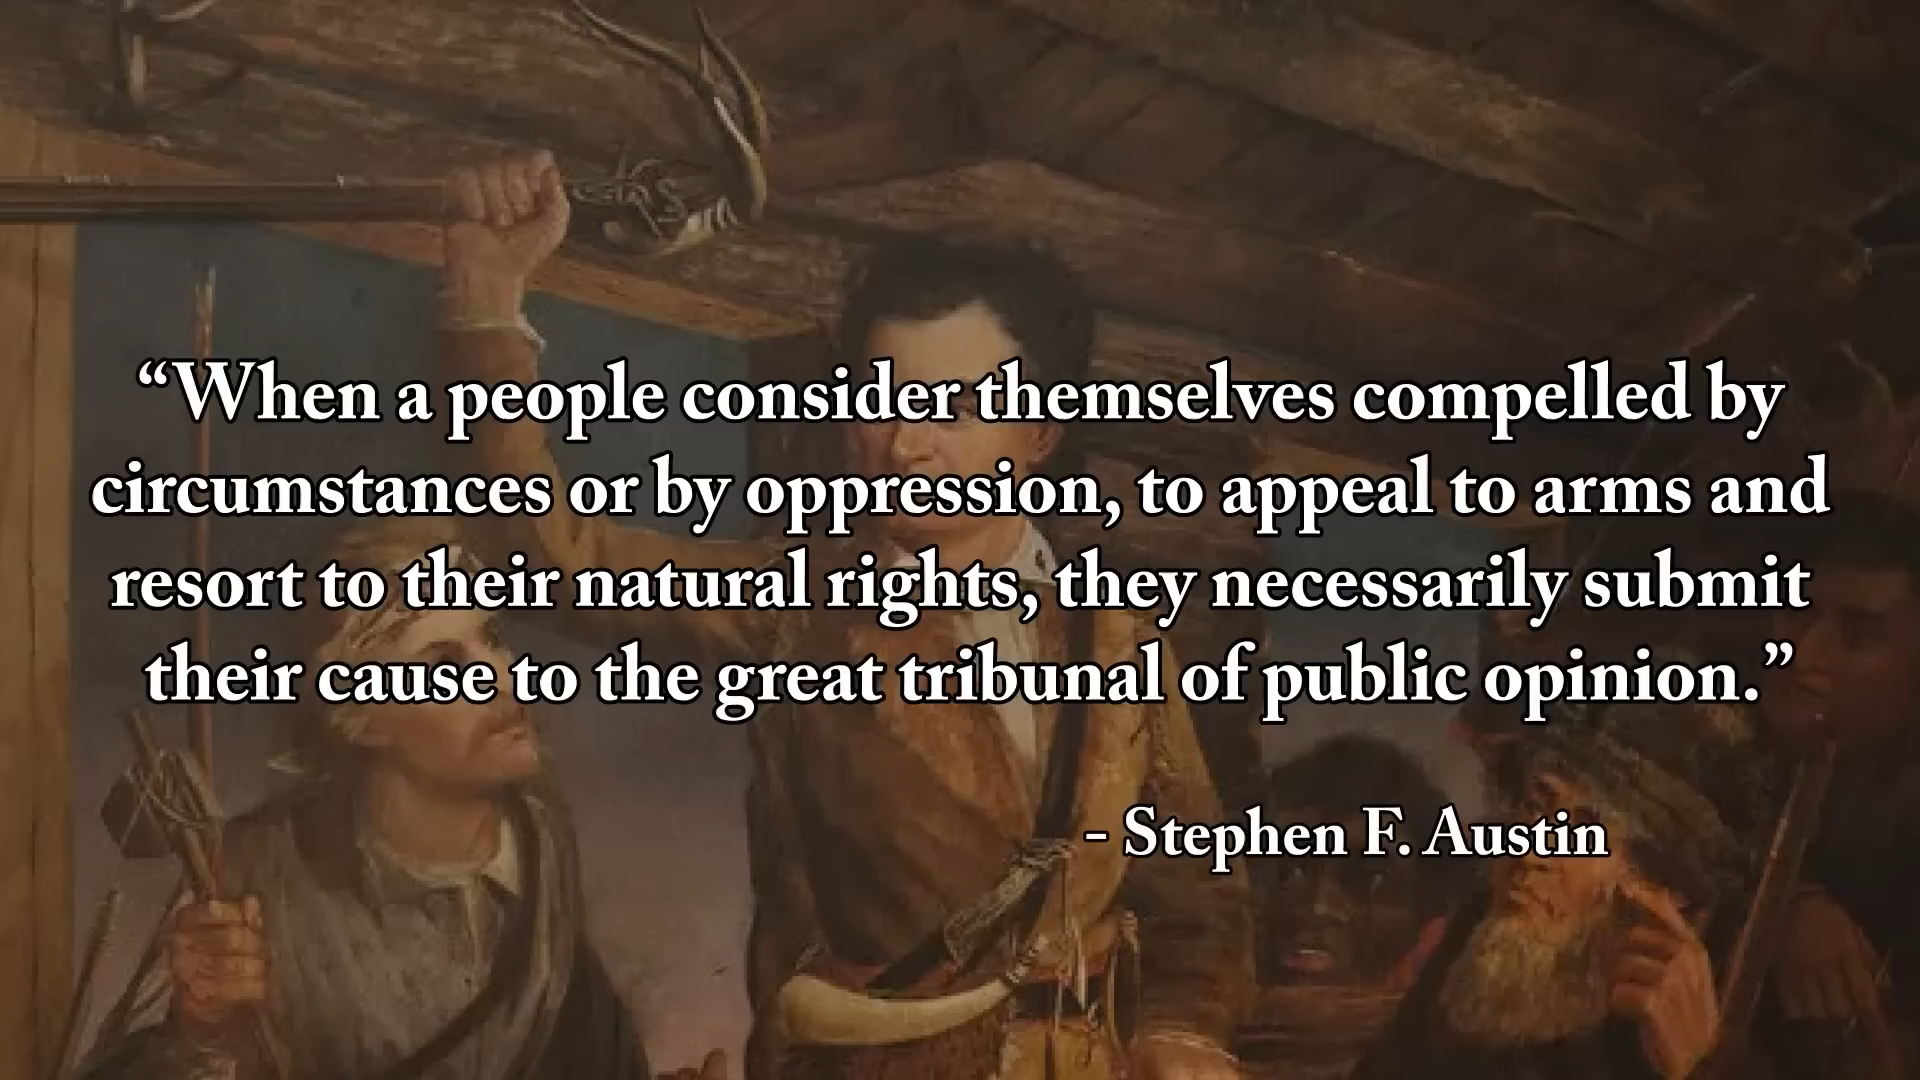 “When a people consider themselves compelled by
circumstances or by oppression, to appeal to arms and
resort to their natural rights, they necessarily submit
their cause to the great tribunal of public opinion.”
- Stephen F. Austin